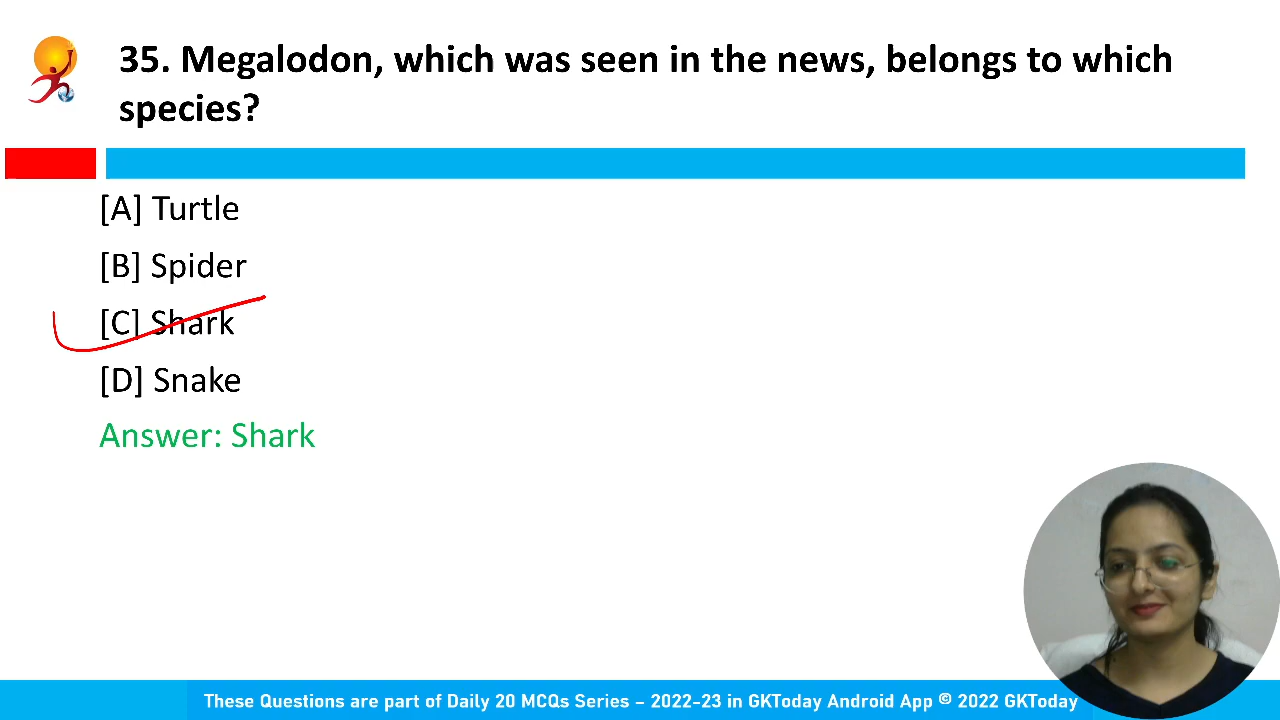 35. Megalodon, which was seen in the news, belongs to which
species?
[A] Turtle
[B] Spider
[C] Shark
[D] Snake
Answer: Shark
These Questions are part of Daily 20 MCQs Series – 2022-23 in GKToday Android App © 2022 GKToday